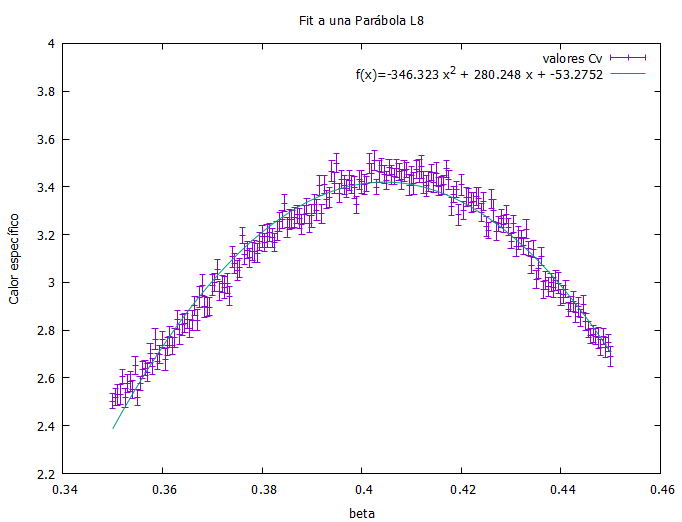 Fit a una Parábola L8
valores Cv
f(x)=-346.323 x² + 280.248 x + -53.2752
4
3.8
3.6
3.4
3.2
3
2.8
2.6
2.4
2.2
Calor específico
0.34 0.36 0.38 0.4 0.42 0.44 0.46
beta